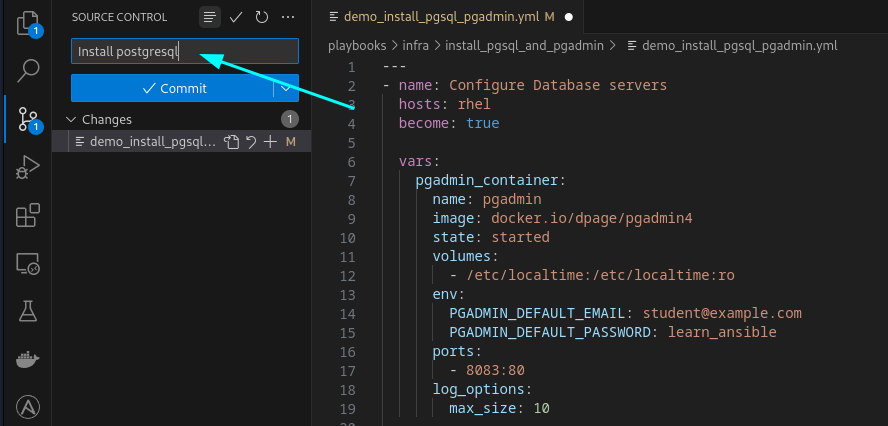 SOURCE CONTROL
1
Install postgresql
Commit
1
Changes
1
demo_install_pgsql...
M
demo_install_pgsql_pgadmin.yml M
playbooks > infra > install_pgsql_and_pgadmin > demo_install_pgsql_pgadmin.yml
1 ---
2 - name: Configure Database servers
3 hosts: rhel
4 become: true
5
6 vars:
7 pgadmin_container:
8 name: pgadmin
9 image: docker.io/dpage/pgadmin4
10 state: started
11 volumes:
12 - /etc/localtime:/etc/localtime:ro
13 env:
14 PGADMIN_DEFAULT_EMAIL: student@example.com
15 PGADMIN_DEFAULT_PASSWORD: learn_ansible
16 ports:
17 - 8083:80
18 log_options:
19 max_size: 10